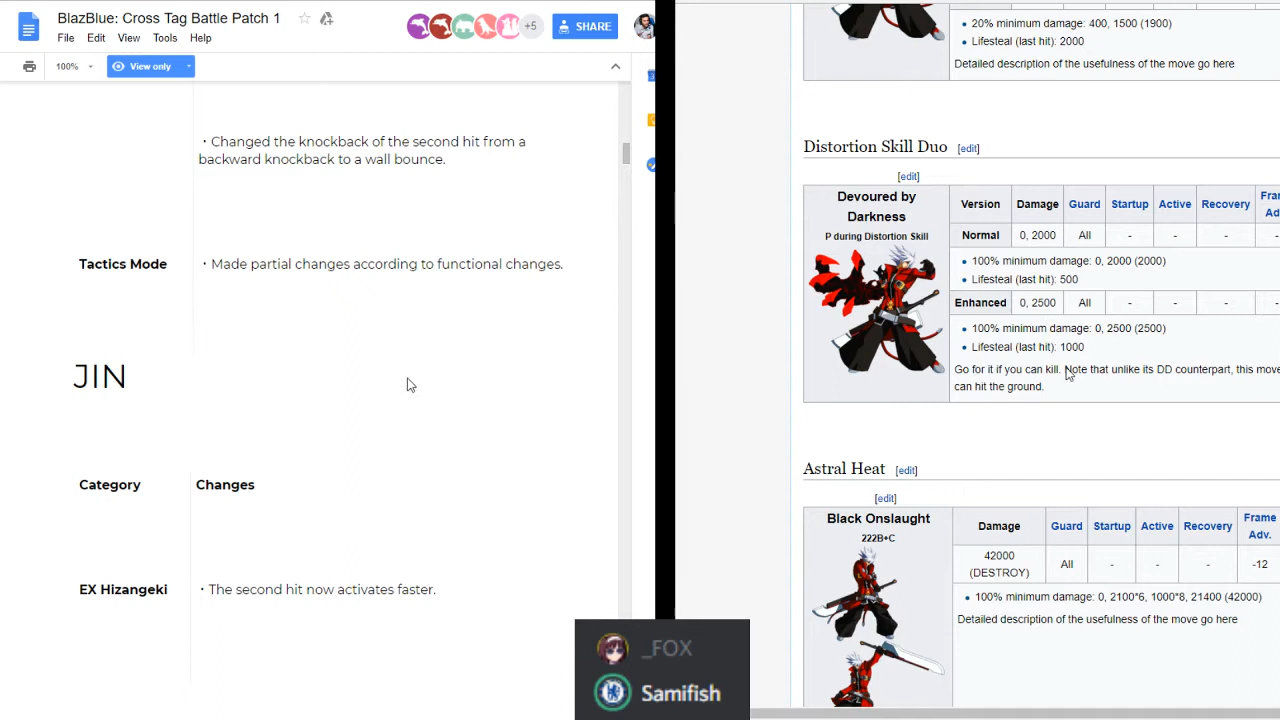 BlazBlue: Cross Tag Battle Patch 1
File Edit View Tools Help
+5
SHARE
100%
View only
・Changed the knockback of the second hit from a
backward knockback to a wall bounce.
Tactics Mode
・Made partial changes according to functional changes.
JIN
Category
Changes
EX Hizangeki
・The second hit now activates faster.
• 20% minimum damage: 400, 1500 (1900)
• Lifesteal (last hit): 2000
Detailed description of the usefulness of the move go here
Distortion Skill Duo [edit]
[edit]
Devoured by
Darkness
P during Distortion Skill
Version Damage Guard Startup Active Recovery
Normal 0, 2000 All - - -
• 100% minimum damage: 0, 2000 (2000)
• Lifesteal (last hit): 500
Enhanced 0, 2500 All - - -
• 100% minimum damage: 0, 2500 (2500)
• Lifesteal (last hit): 1000
Go for it if you can kill. Note that unlike its DD counterpart, this move
can hit the ground.
Astral Heat [edit]
[edit]
Black Onslaught
222B+C
Damage Guard Startup Active Recovery Frame
Adv.
42000
(DESTROY)
All - - - -12
• 100% minimum damage: 0, 2100*6, 1000*8, 21400 (42000)
Detailed description of the usefulness of the move go here
_FOX
Samifish